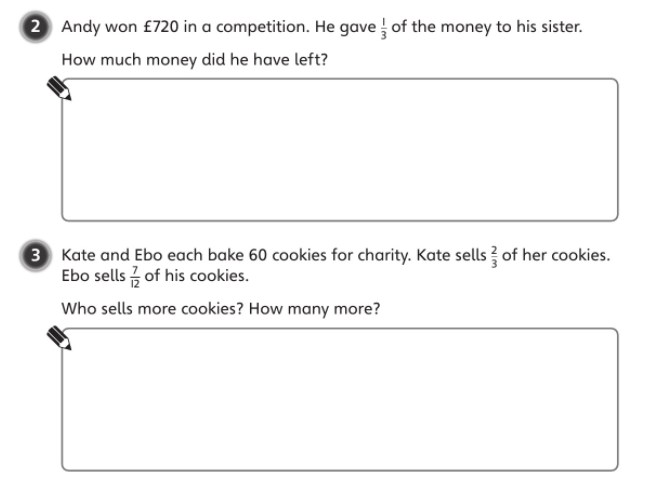 2 Andy won £720 in a competition. He gave 1/3 of the money to his sister.
How much money did he have left?
3 Kate and Ebo each bake 60 cookies for charity. Kate sells 2/3 of her cookies.
Ebo sells 7/12 of his cookies.
Who sells more cookies? How many more?